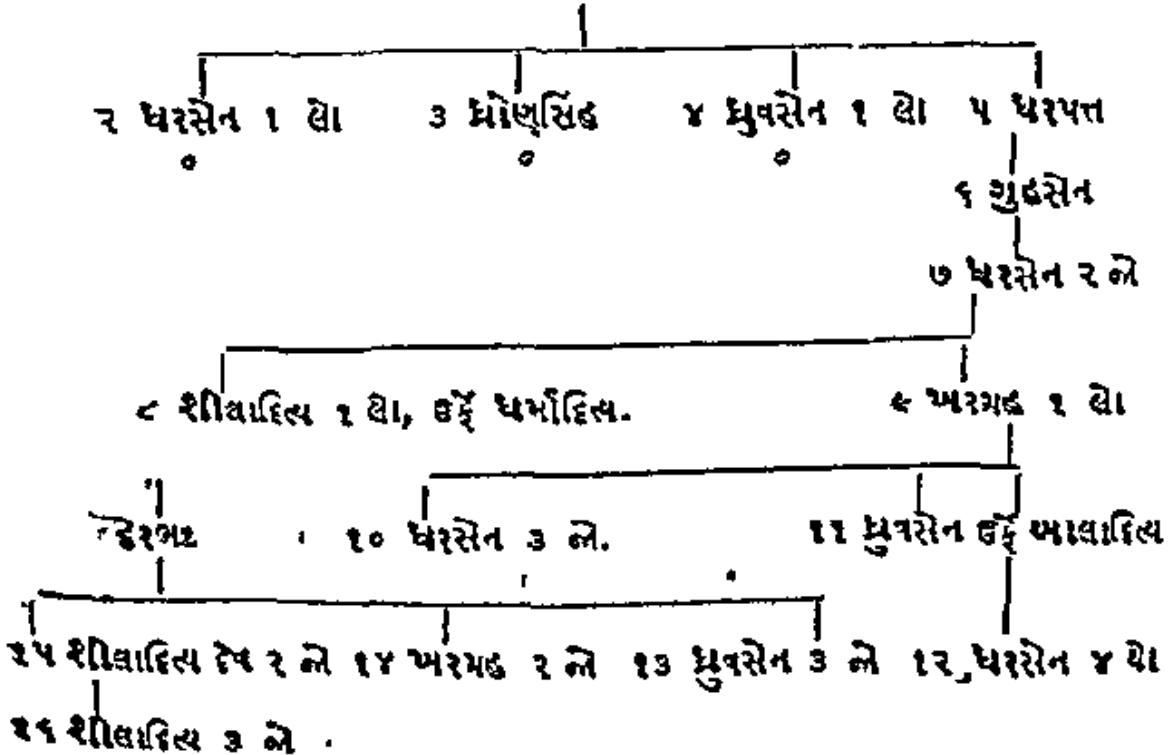 ૨ ધરસેન ૧ લો ૩ ધ્રોણસિંહ ૪ ધ્રુવસેન ૧ લો ૫ ધરપત્ત
૬ ગુહસેન
૭ ધરસેન ૨ જો
૮ શીલાદિત્ય ૧ લો, ઉર્ફે ધર્માદિત્ય. ૯ ખરગ્રહ ૧ લો
દેરભટ ૧૦ ધરસેન ૩ જો. ૧૧ ધ્રુવસેન ઉર્ફે બાલાદિત્ય
૧૫ શીલાદિત્ય દેવ ૨ જો ૧૪ ખરગ્રહ ૨ જો ૧૩ ધ્રુવસેન ૩ જો ૧૨ ધરસેન ૪ થો
૧૬ શીલાદિત્ય ૩ જો .